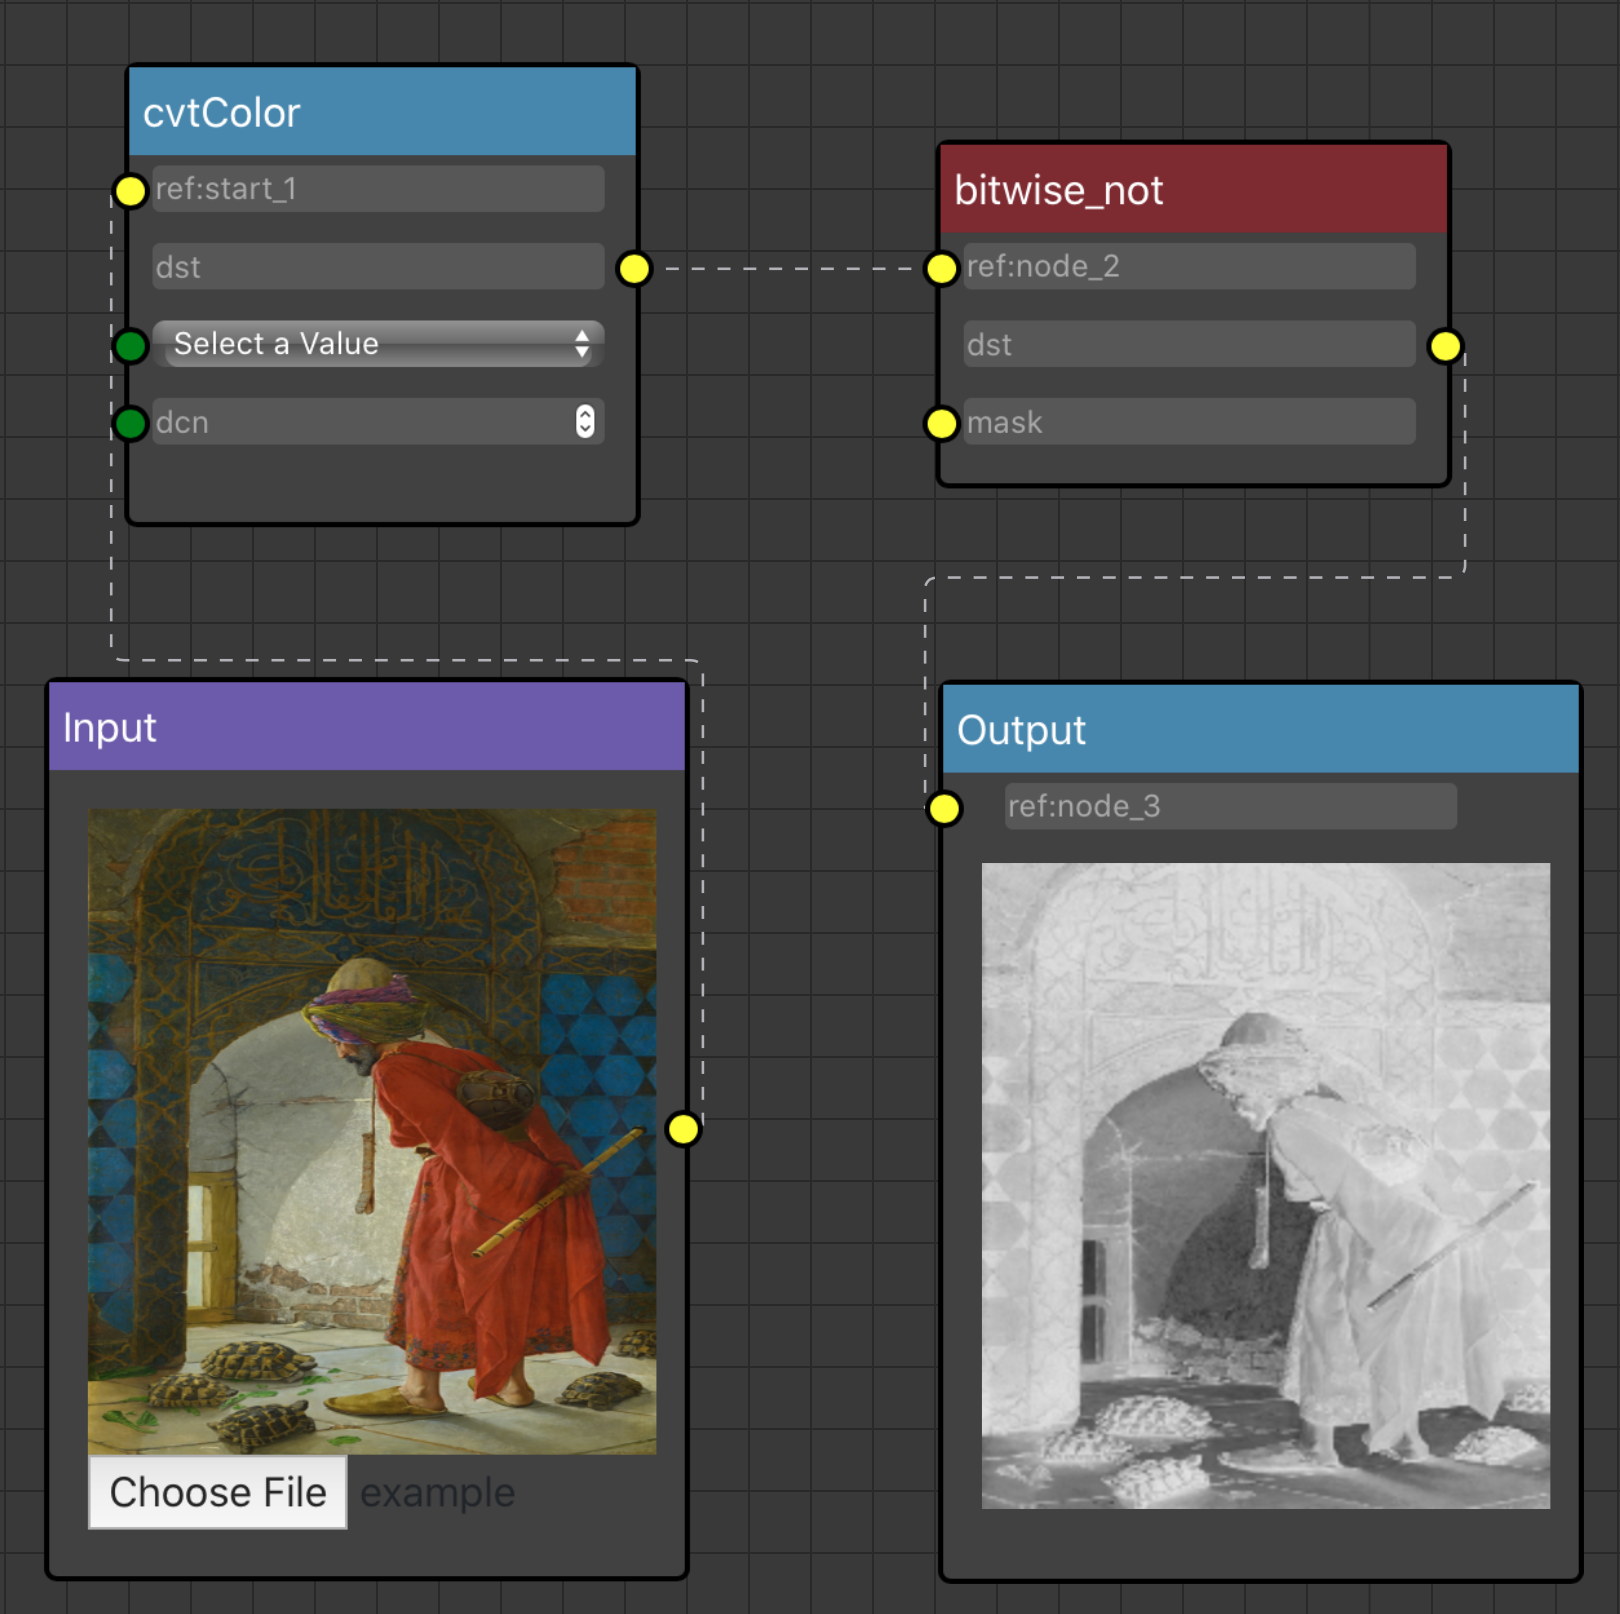 cvtColor
ref:start_1
dst
Select a Value
dcn
bitwise_not
ref:node_2
dst
mask
Input
Choose File example
Output
ref:node_3